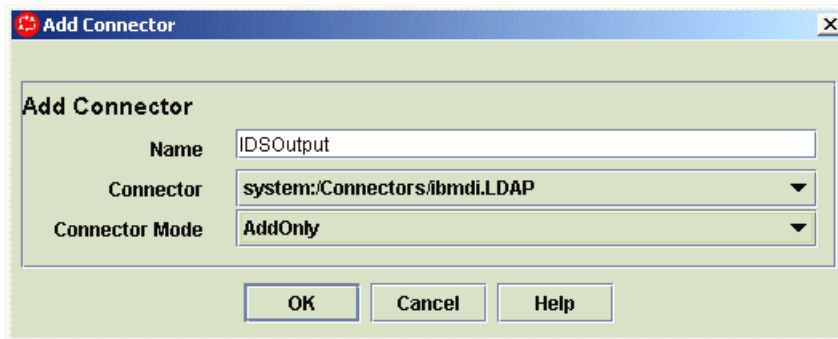 Add Connector
Add Connector
Name IDSOutput
Connector system:/Connectors/ibmdi.LDAP
Connector Mode AddOnly
OK Cancel Help